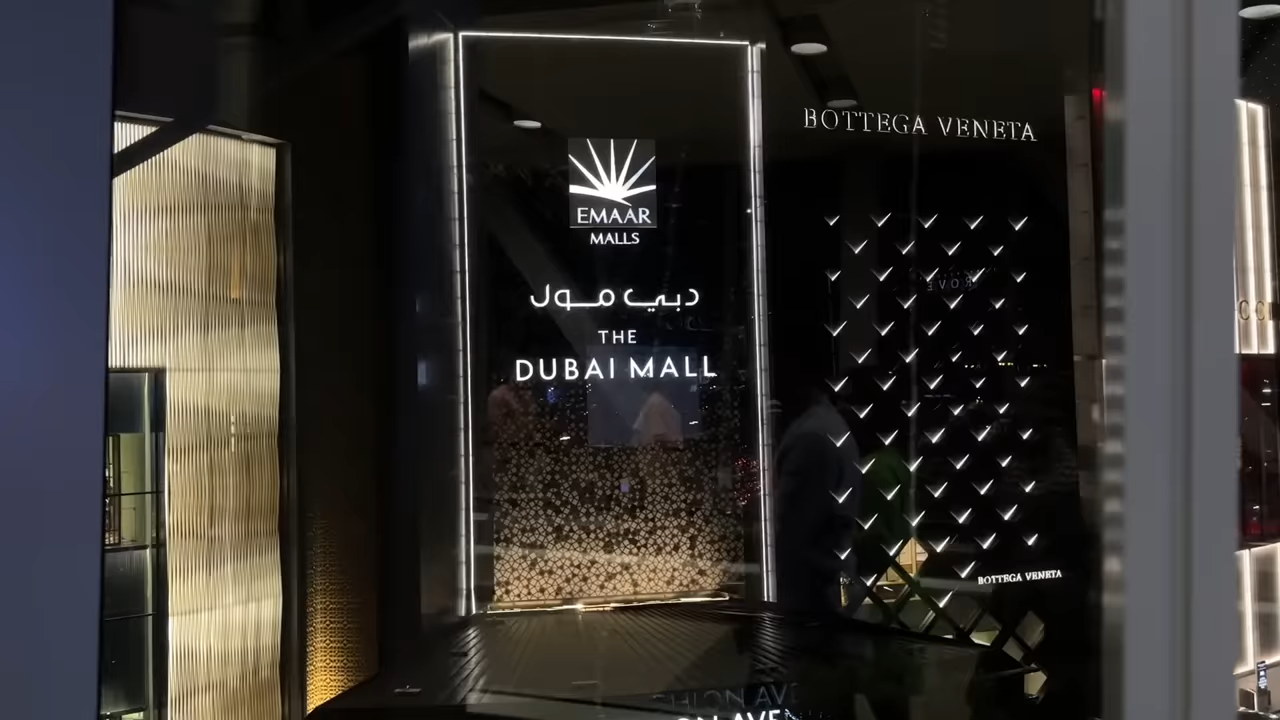 EMAAR
MALLS
دبي مول
THE
DUBAI MALL
BOTTEGA VENETA
BOTTEGA VENETA